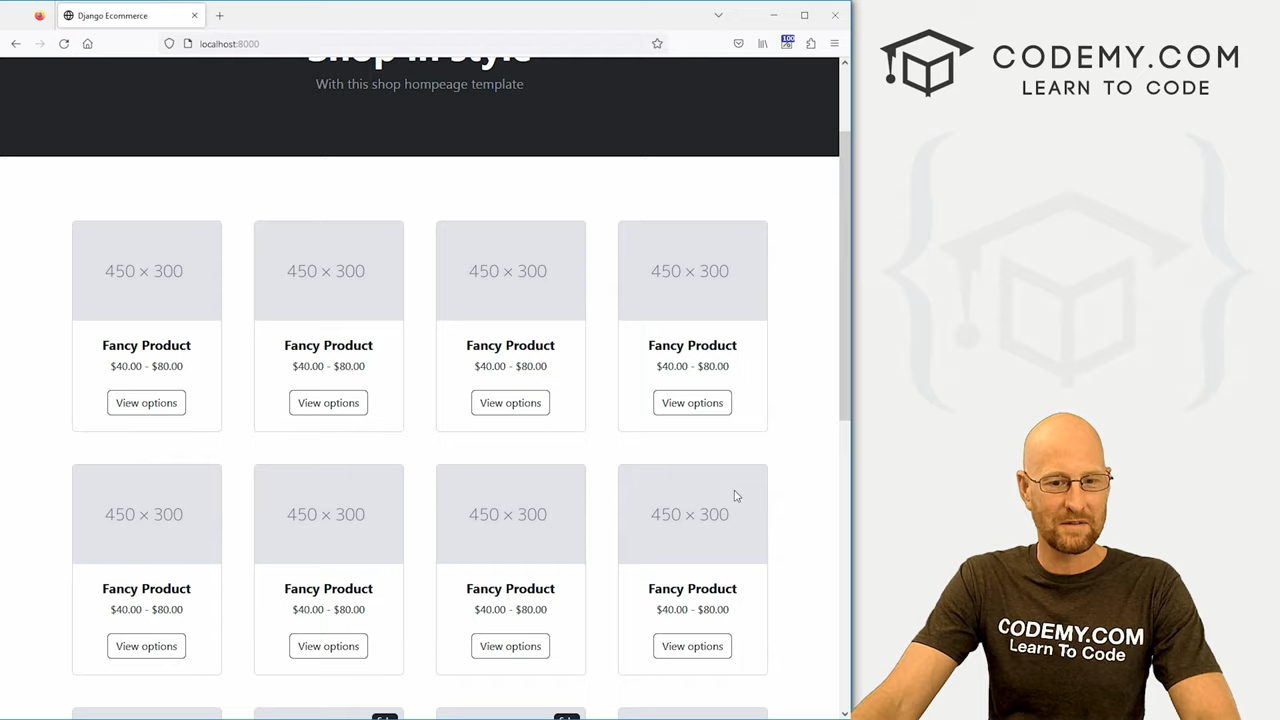 Django Ecommerce
localhost:8000
100
Shop in style
With this shop hompeage template
450 × 300 450 × 300 450 × 300 450 × 300
Fancy Product Fancy Product Fancy Product Fancy Product
$40.00 - $80.00 $40.00 - $80.00 $40.00 - $80.00 $40.00 - $80.00
View options View options View options View options
450 × 300 450 × 300 450 × 300 450 × 300
Fancy Product Fancy Product Fancy Product Fancy Product
$40.00 - $80.00 $40.00 - $80.00 $40.00 - $80.00 $40.00 - $80.00
View options View options View options View options
CODEMY.COM
LEARN TO CODE
CODEMY.COM
Learn To Code